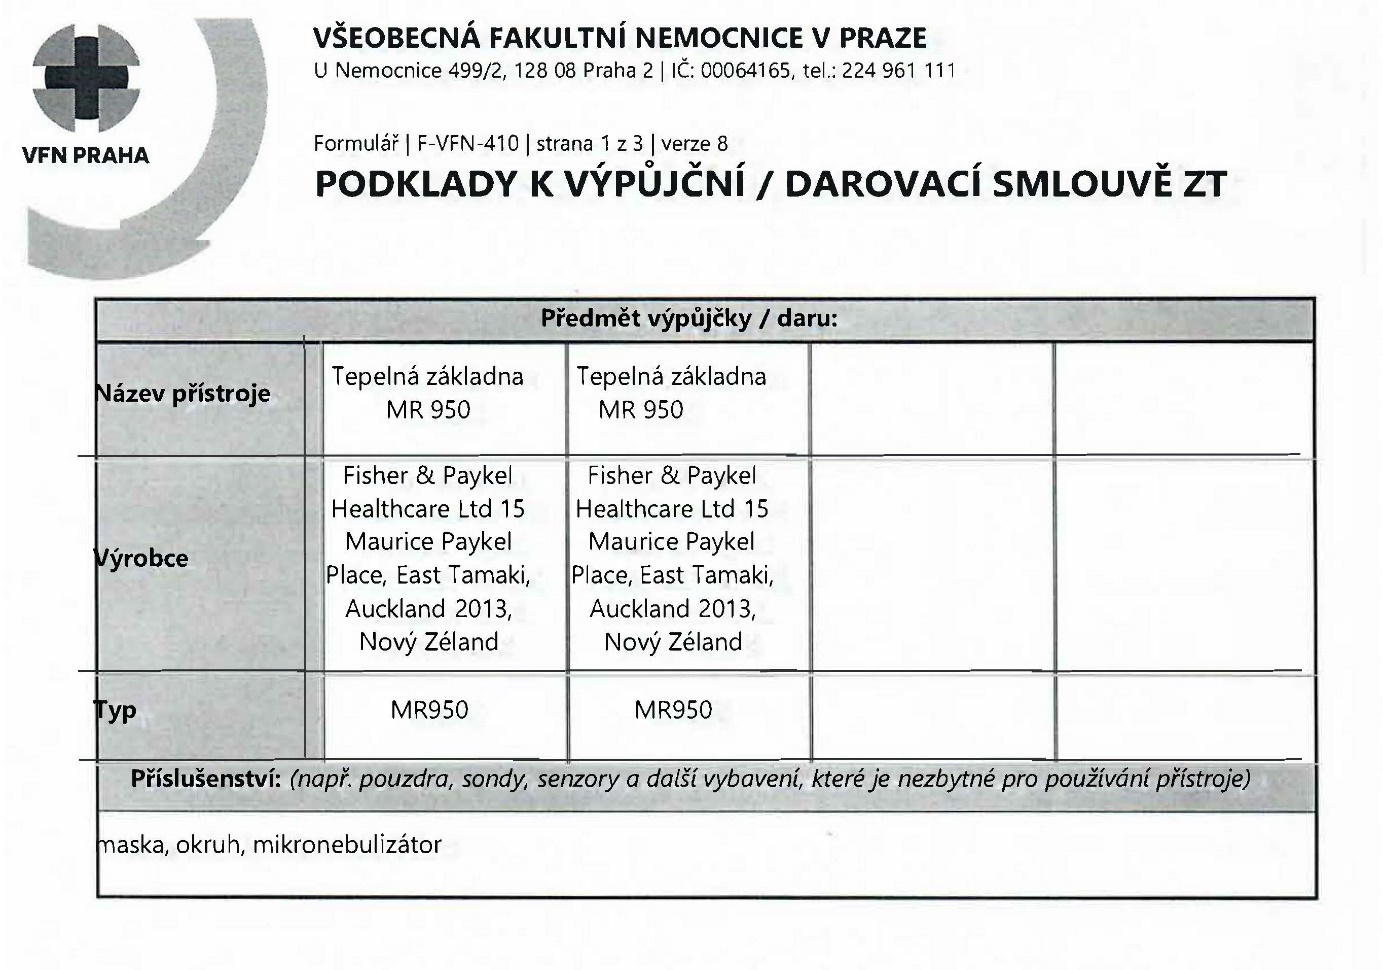 VŠEOBECNÁ FAKULTNÍ NEMOCNICE V PRAZE
U Nemocnice 499/2, 128 08 Praha 2 | IČ: 00064165, tel.: 224 961 111
VFN PRAHA
Formulář | F-VFN-410 | strana 1 z 3 | verze 8
PODKLADY K VÝPŮJČNÍ / DAROVACÍ SMLOUVĚ ZT
Předmět výpůjčky / daru:
Název přístroje
Tepelná základna
MR 950
Tepelná základna
MR 950
Výrobce
Fisher & Paykel
Healthcare Ltd 15
Maurice Paykel
Place, East Tamaki,
Auckland 2013,
Nový Zéland
Fisher & Paykel
Healthcare Ltd 15
Maurice Paykel
Place, East Tamaki,
Auckland 2013,
Nový Zéland
Typ
MR950
MR950
Příslušenství: (např. pouzdra, sondy, senzory a další vybavení, které je nezbytné pro používání přístroje)
maska, okruh, mikronebulizátor